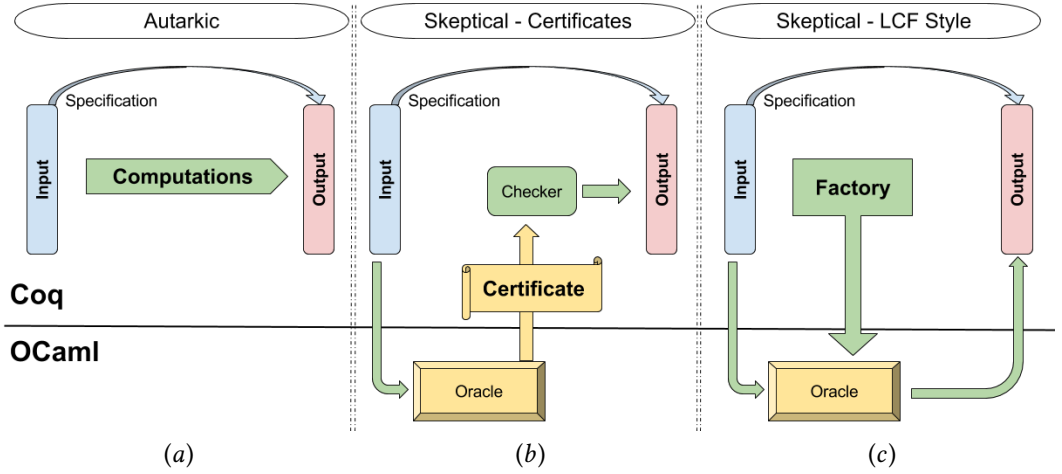 Autarkic
Skeptical - Certificates
Skeptical - LCF Style
Specification
Input
Computations
Output
Specification
Input
Checker
Output
Certificate
Oracle
Specification
Input
Factory
Output
Oracle
Coq
OCaml
(a)
(b)
(c)